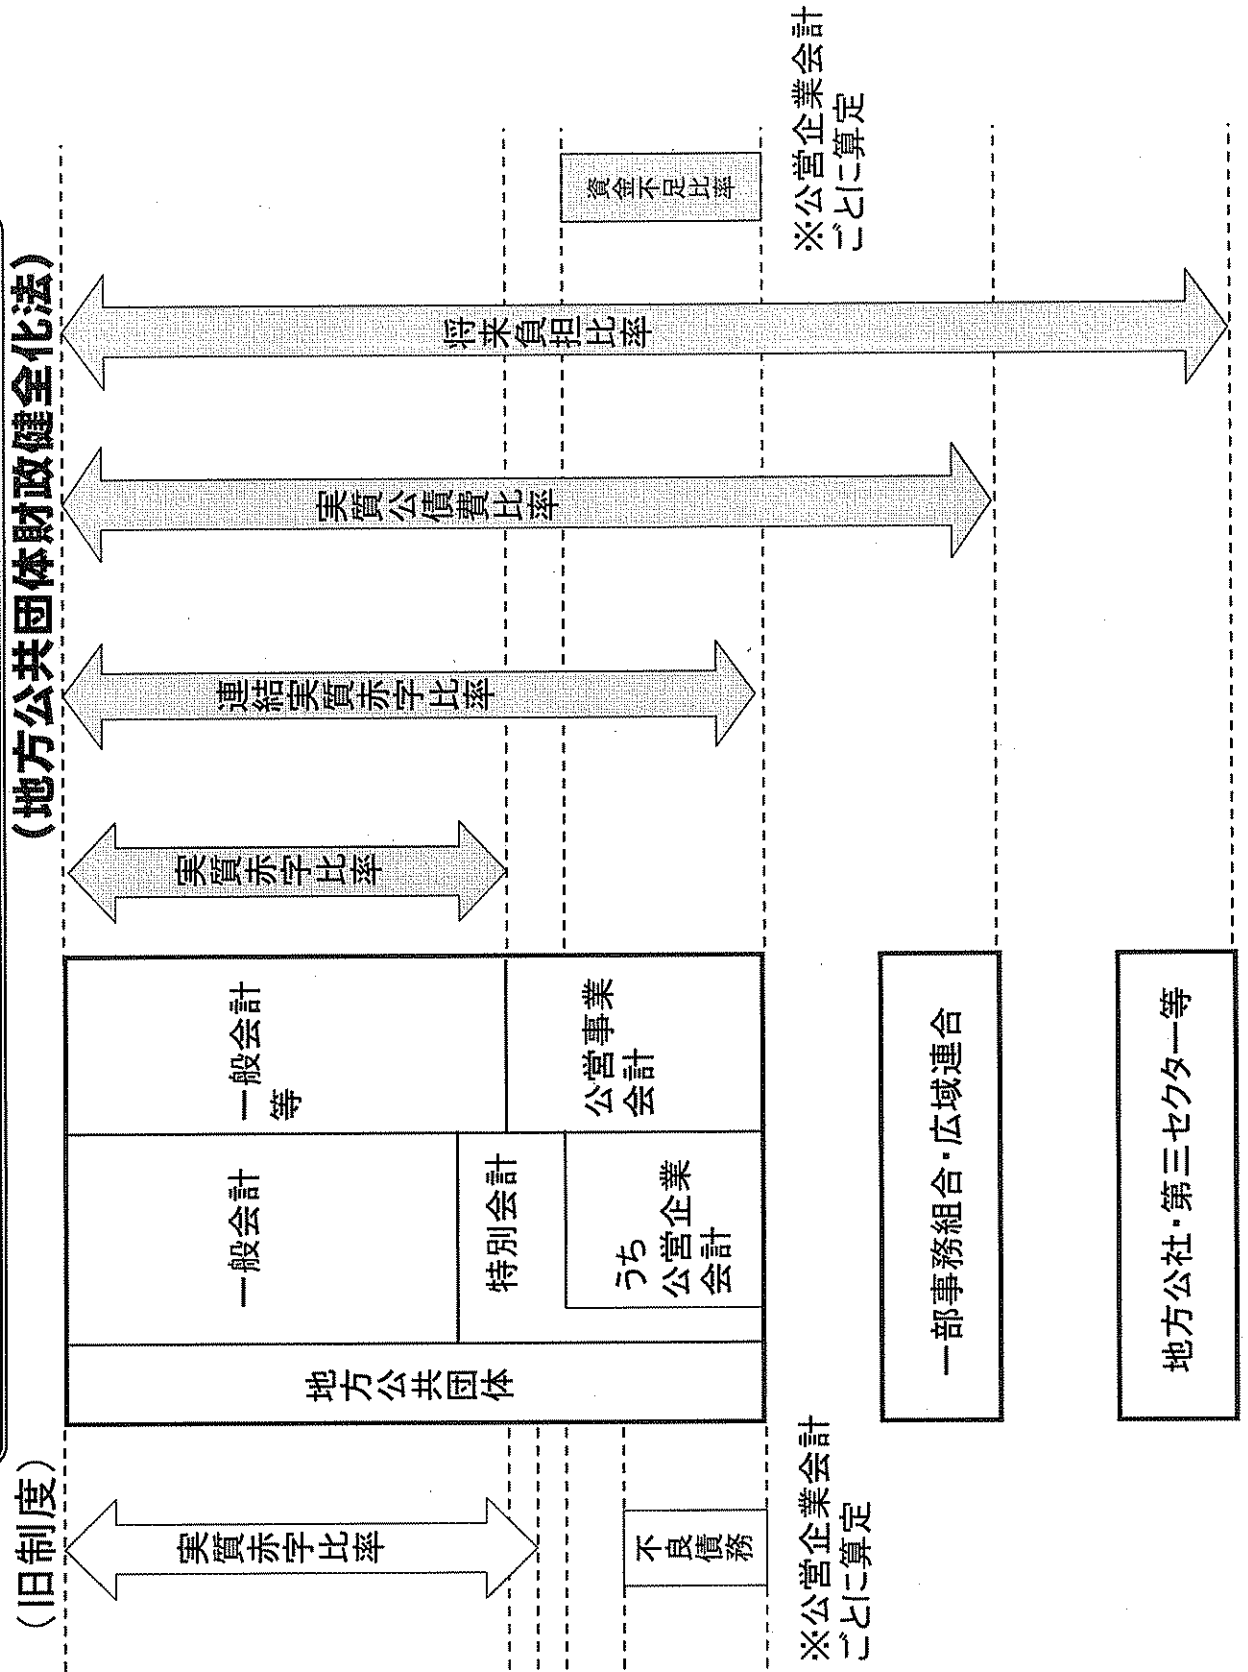 (旧制度)
(地方公共団体財政健全化法)
実質赤字比率
不良債務
※公営企業会計
ごとに算定
地方公共団体
一般会計
特別会計
うち
公営企業
会計
一般会計
等
公営事業
会計
一部事務組合・広域連合
地方公社・第三セクター等
実質赤字比率
連結実質赤字比率
実質公債費比率
将来負担比率
資金不足比率
※公営企業会計
ごとに算定